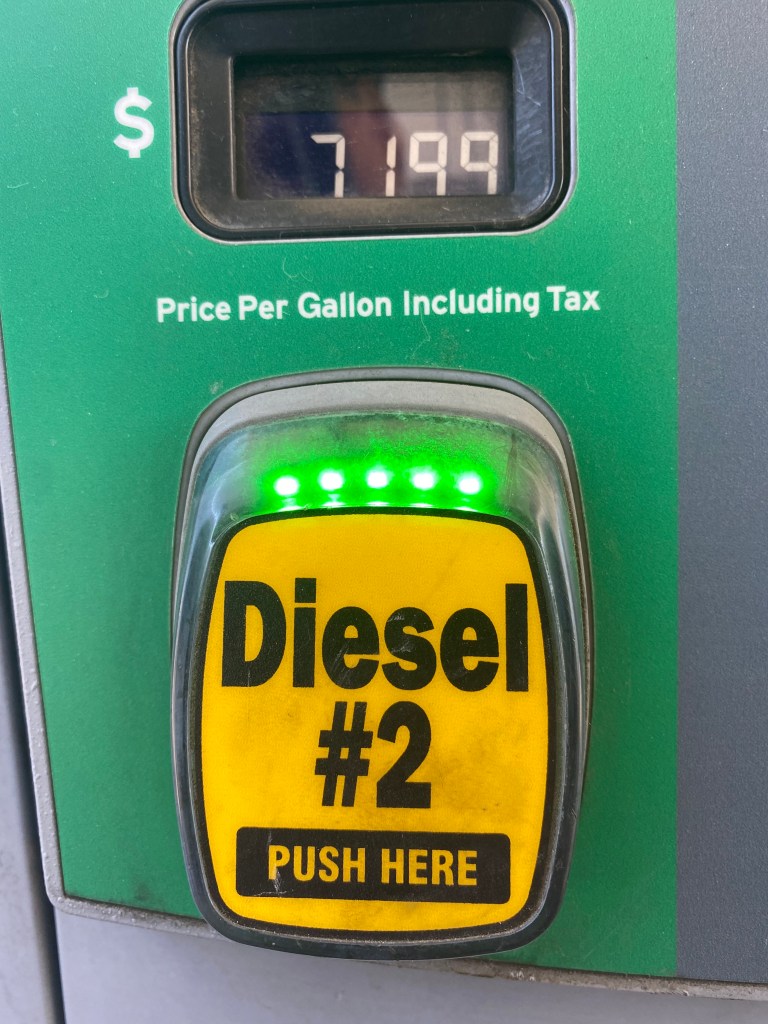 $ 7199
Price Per Gallon Including Tax
Diesel
#2
PUSH HERE